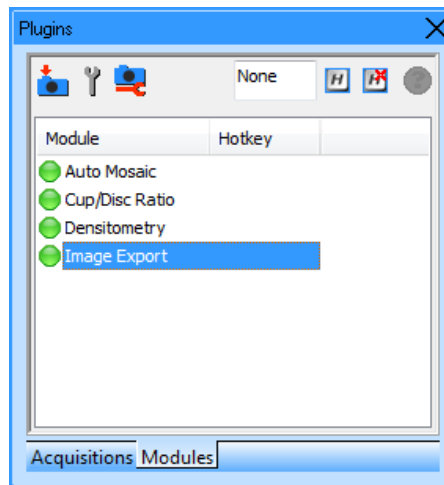 Plugins
None
H
H
?
Module Hotkey
Auto Mosaic
Cup/Disc Ratio
Densitometry
Image Export
Acquisitions Modules